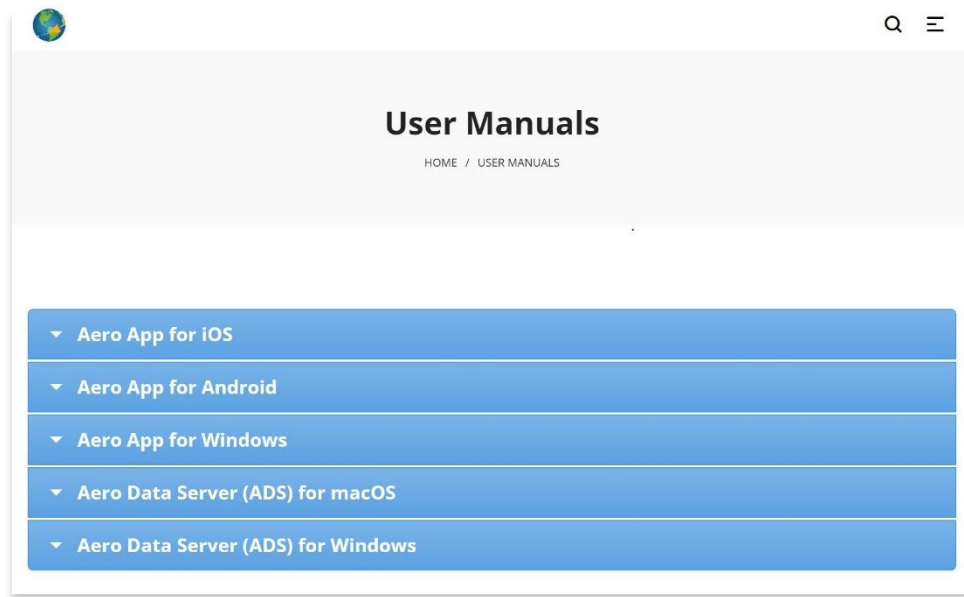 User Manuals
HOME / USER MANUALS
Aero App for iOS
Aero App for Android
Aero App for Windows
Aero Data Server (ADS) for macOS
Aero Data Server (ADS) for Windows